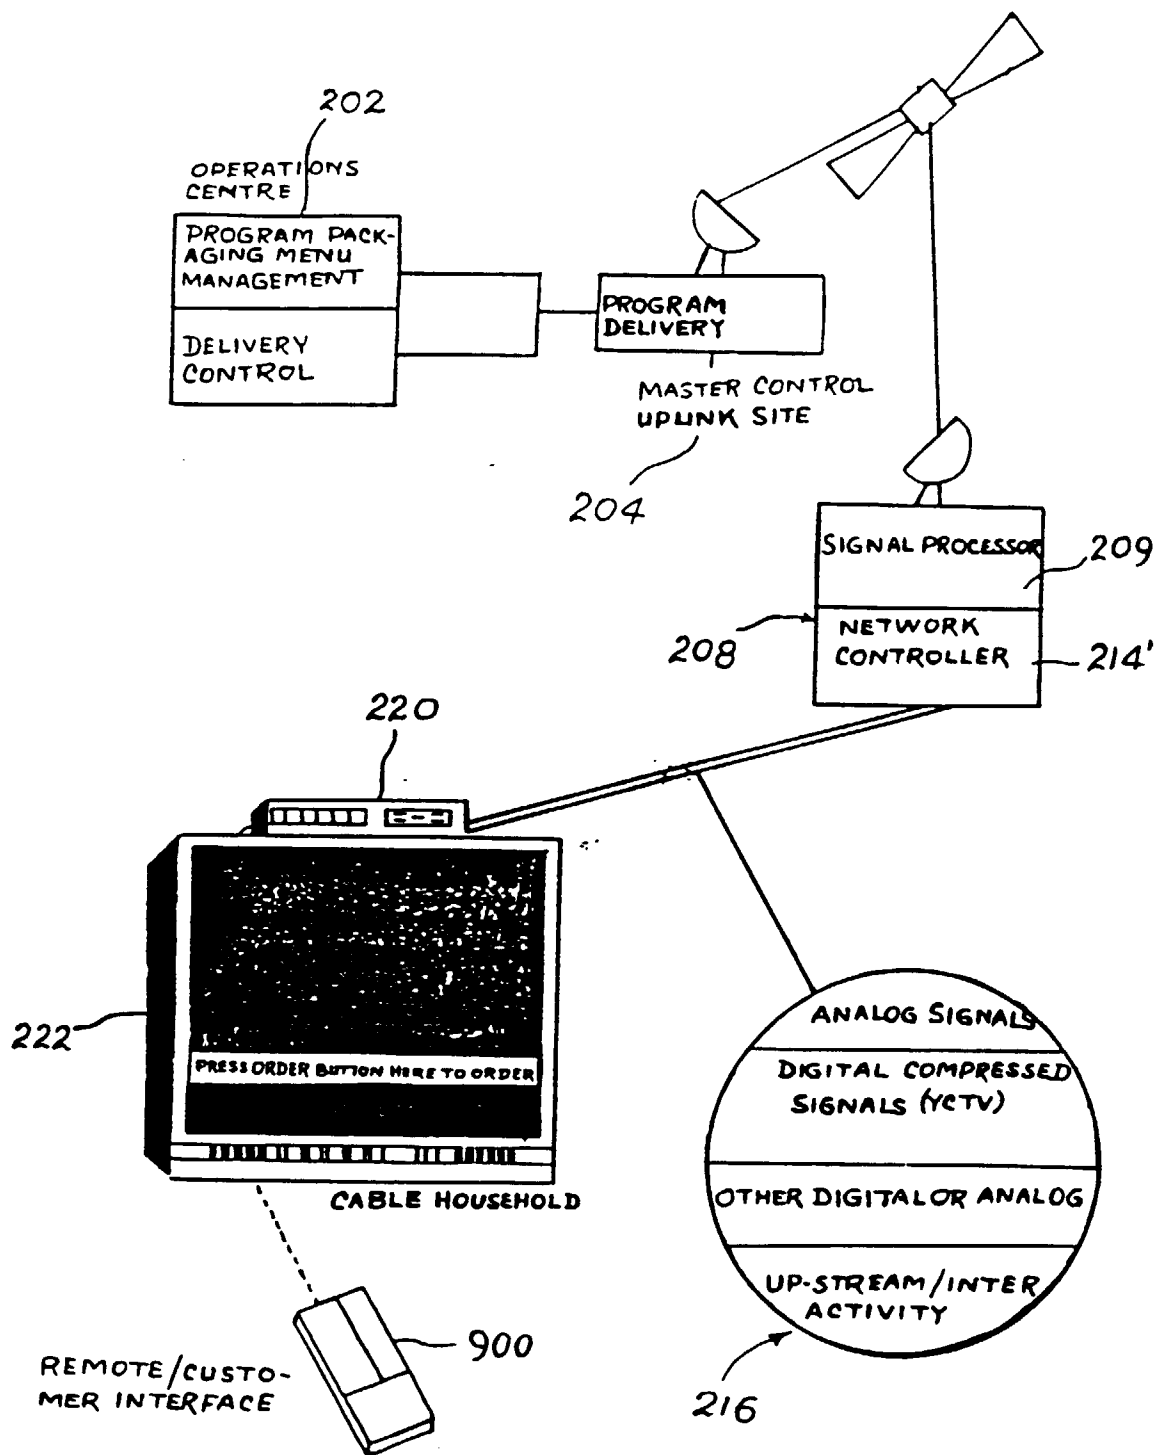 202
OPERATIONS
CENTRE
PROGRAM PACK-
AGING MENU
MANAGEMENT
DELIVERY
CONTROL
PROGRAM
DELIVERY
MASTER CONTROL
UPLINK SITE
204
SIGNAL PROCESSOR
209
208
NETWORK
CONTROLLER
214'
220
222
PRESS ORDER BUTTON HERE TO ORDER
CABLE HOUSEHOLD
ANALOG SIGNALS
DIGITAL COMPRESSED
SIGNALS (YCTV)
OTHER DIGITAL OR ANALOG
UP-STREAM/INTER
ACTIVITY
216
900
REMOTE/CUSTO-
MER INTERFACE